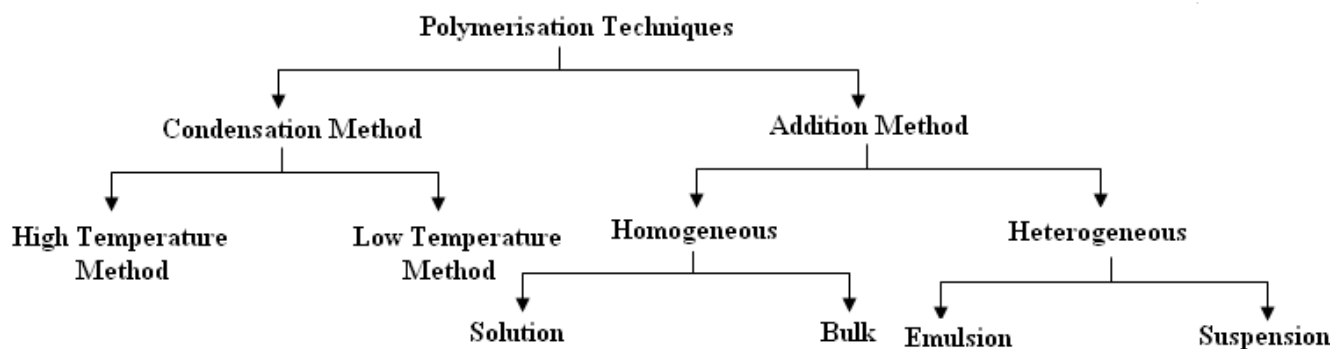 Polymerisation Techniques
Condensation Method
Addition Method
High Temperature
Method
Low Temperature
Method
Homogeneous
Heterogeneous
Solution
Bulk
Emulsion
Suspension